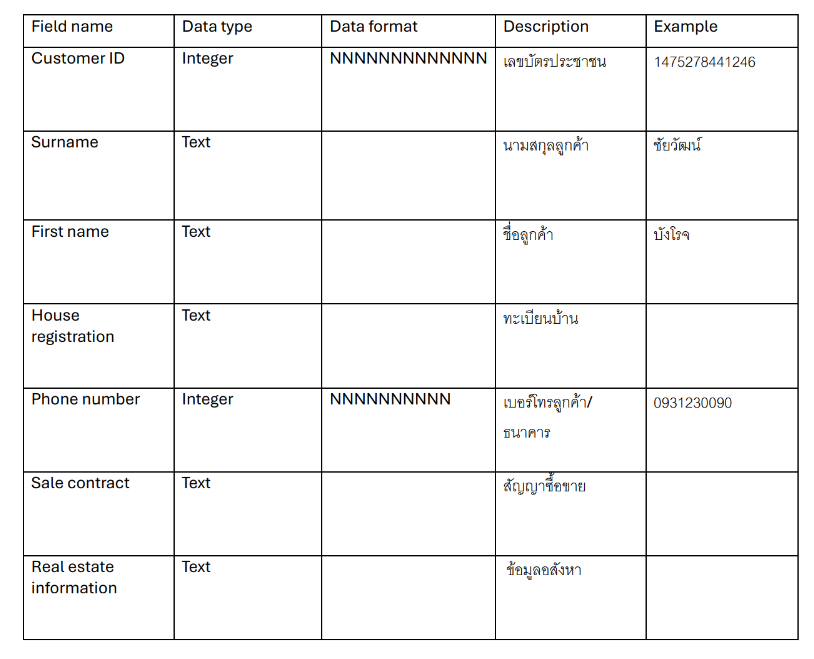 Field name Data type Data format Description Example
Customer ID Integer NNNNNNNNNNNNN เลขบัตรประชาชน 1475278441246
Surname Text นามสกุลลูกค้า ชัยวัฒน์
First name Text ชื่อลูกค้า บังโรจ
House Text ทะเบียนบ้าน
registration
Phone number Integer NNNNNNNNNN เบอร์โทรลูกค้า/ 0931230090
ธนาคาร
Sale contract Text สัญญาซื้อขาย
Real estate Text ข้อมูลอสังหา
information